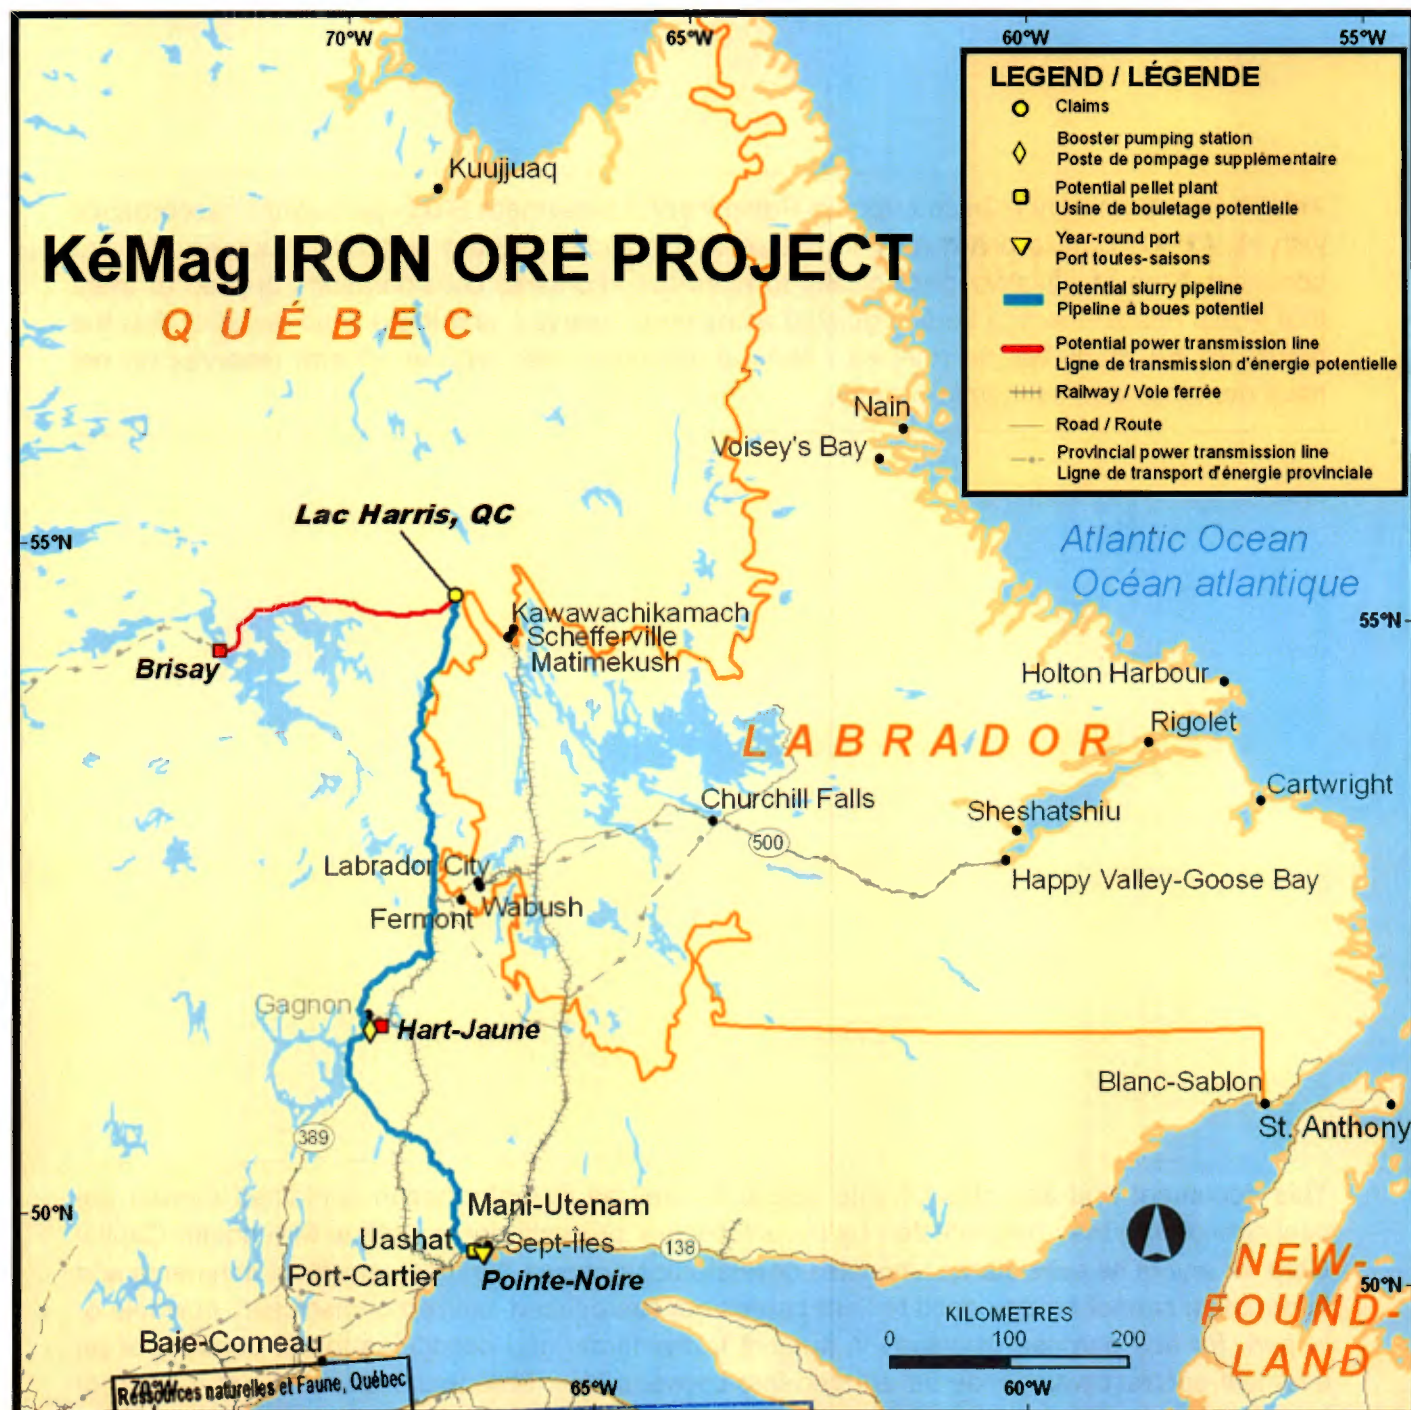 70°W
65°W
60°W
55°W
LEGEND / LÉGENDE
Claims
Booster pumping station
Poste de pompage supplémentaire
Potential pellet plant
Usine de bouletage potentielle
Year-round port
Port toutes-saisons
Potential slurry pipeline
Pipeline à boues potentiel
Potential power transmission line
Ligne de transmission d'énergie potentielle
Railway / Voie ferrée
Road / Route
Provincial power transmission line
Ligne de transport d'énergie provinciale
Kuujjuaq
KéMag IRON ORE PROJECT
QUÉBEC
Nain
Voisey's Bay
Lac Harris, QC
55°N
Atlantic Ocean
Océan atlantique
Kawawachikamach
55°N
Schefferville
Matimekush
Brisay
Holton Harbour
Rigolet
LABRADOR
Cartwright
Churchill Falls
Sheshatshiu
500
Labrador City
Happy Valley-Goose Bay
Wabush
Fermont
Gagnon
Hart-Jaune
Blanc-Sablon
St. Anthony
389
Mani-Utenam
50°N
Uashat
Sept-Îles
138
Port-Cartier
Pointe-Noire
NEW-
FOUND-
LAND
50°N
KILOMETRES
0 100 200
Baie-Comeau
Ressources naturelles et Faune, Québec
70°W
65°W
60°W